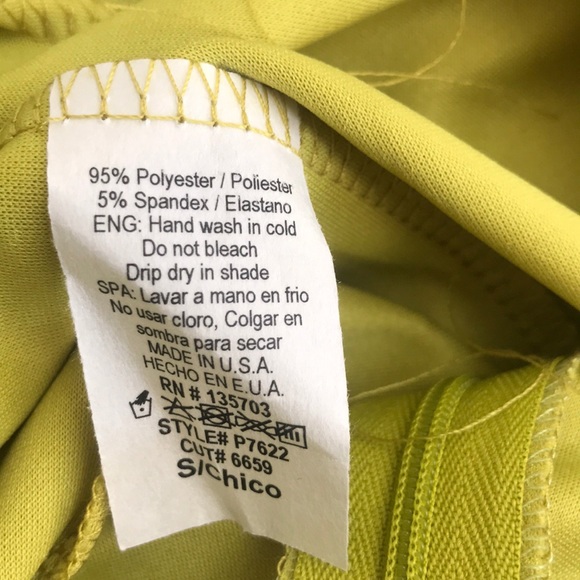 95% Polyester / Poliester
5% Spandex / Elastano
ENG: Hand wash in cold
Do not bleach
Drip dry in shade
SPA: Lavar a mano en frio
No usar cloro, Colgar en
sombra para secar
MADE IN U.S.A.
HECHO EN E.U.A.
RN # 135703
STYLE# P7622
CUT# 6659
S/Chico